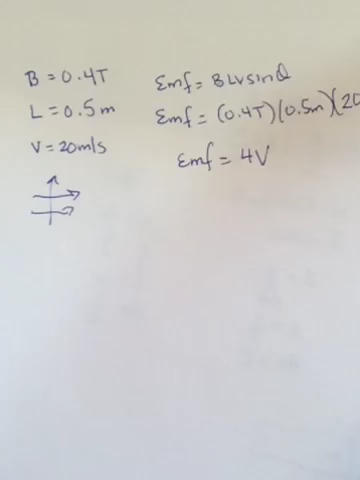 B = 0.4T
L = 0.5m
V = 20m/s
Emf = BLvsinθ
Emf = (0.4T)(0.5m)(20
Emf = 4V